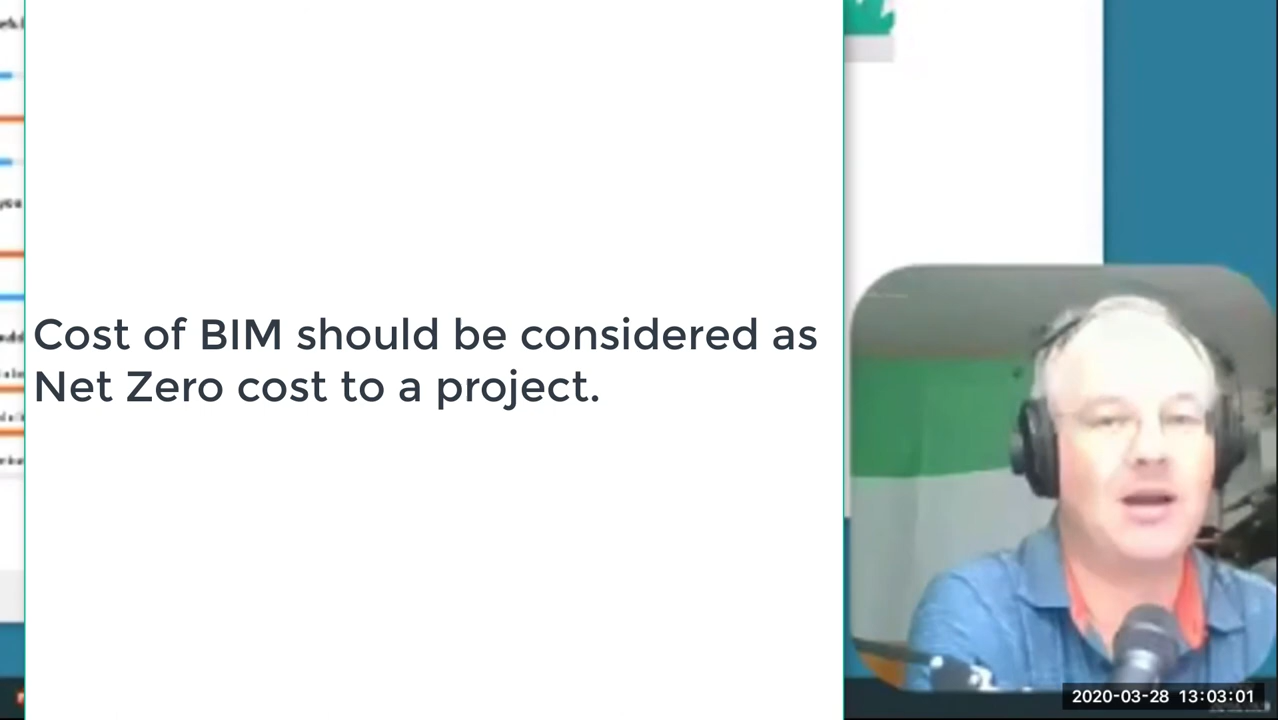 Cost of BIM should be considered as
Net Zero cost to a project.
2020-03-28 13:03:01